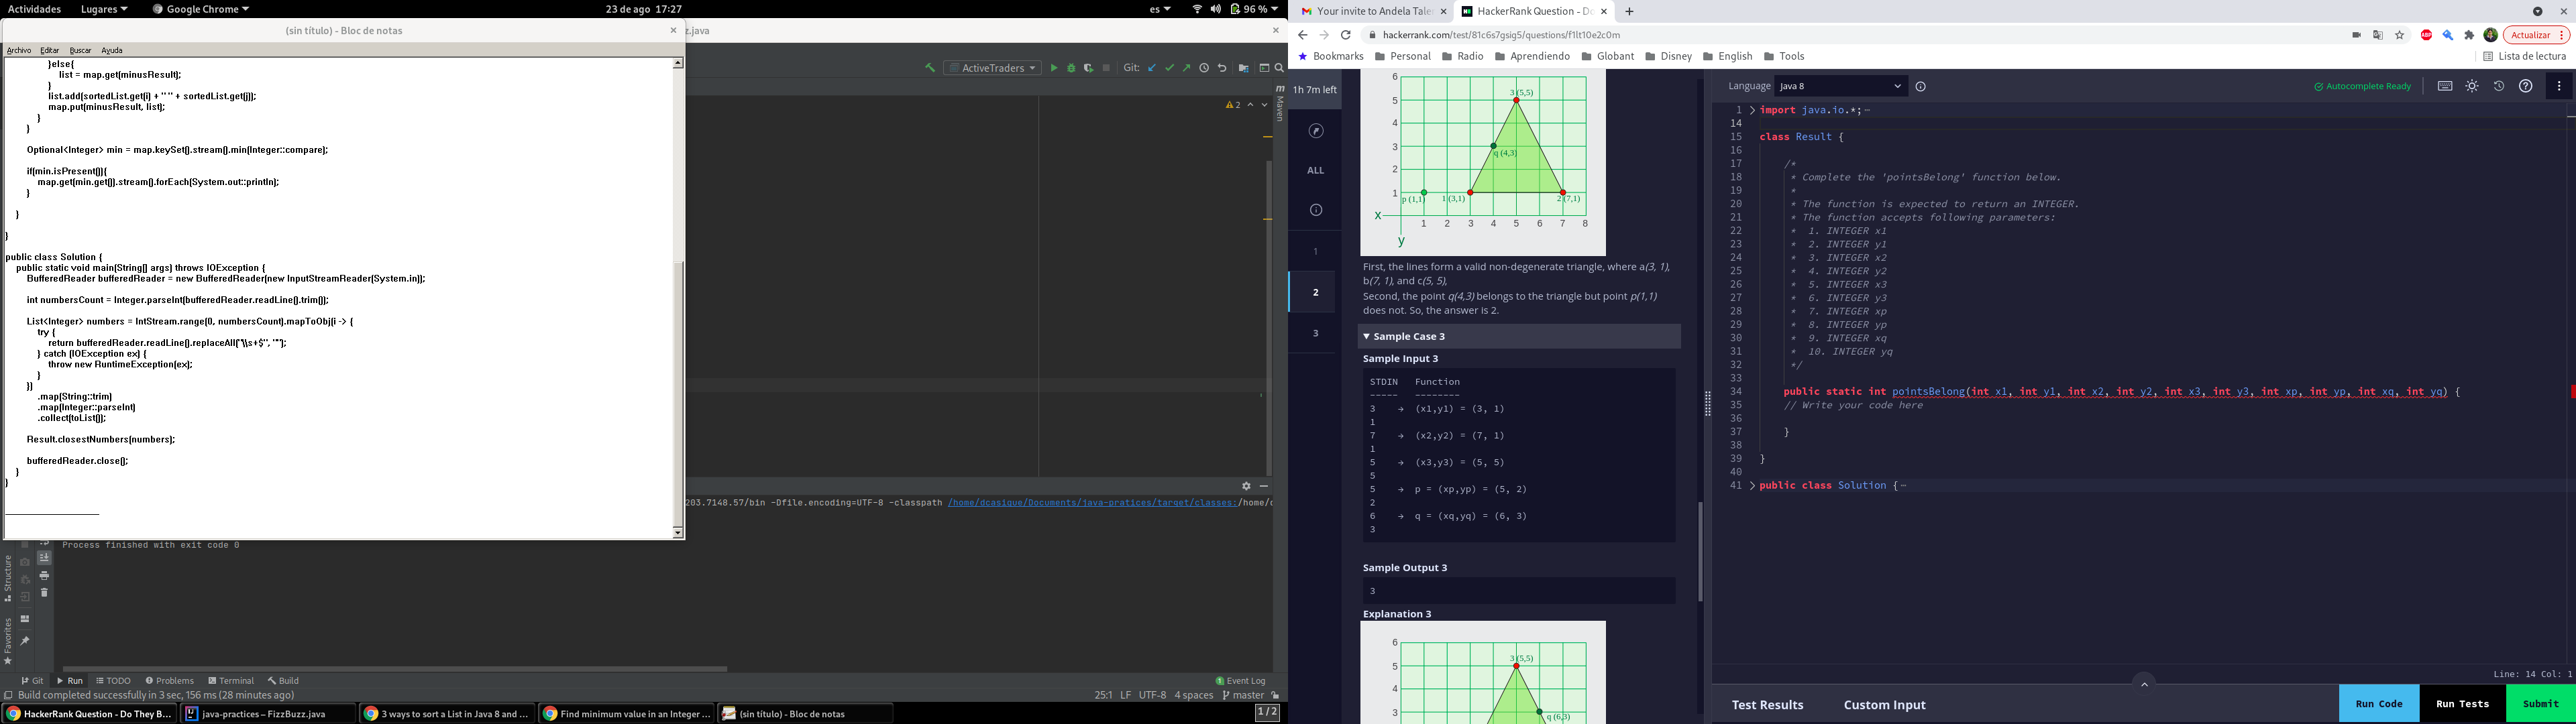 Actividades
Lugares
Google Chrome
23 de ago 17:27
es
96 %
(sin título) - Bloc de notas
Archivo Editar Buscar Ayuda
}else{
list = map.get(minusResult);
}
list.add(sortedList.get(i) + " " + sortedList.get(j));
map.put(minusResult, list);
}
}
Optional<Integer> min = map.keySet().stream().min(Integer::compare);
if(min.isPresent()){
map.get(min.get()).stream().forEach(System.out::println);
}
}
}
public class Solution {
public static void main(String[] args) throws IOException {
BufferedReader bufferedReader = new BufferedReader(new InputStreamReader(System.in));
int numbersCount = Integer.parseInt(bufferedReader.readLine().trim());
List<Integer> numbers = IntStream.range(0, numbersCount).mapToObj(i -> {
try {
return bufferedReader.readLine().replaceAll("\\s+$", "");
} catch (IOException ex) {
throw new RuntimeException(ex);
}
})
.map(String::trim)
.map(Integer::parseInt)
.collect(toList());
Result.closestNumbers(numbers);
bufferedReader.close();
}
}
z.java
ActiveTraders
Git:
2
Maven
203.7148.57/bin -Dfile.encoding=UTF-8 -classpath /home/dcasique/Documents/java-pratices/target/classes:/home/d
Process finished with exit code 0
Structure
Favorites
Git Run TODO Problems Terminal Build
Event Log
Build completed successfully in 3 sec, 156 ms (28 minutes ago)
25:1 LF UTF-8 4 spaces master
HackerRank Question - Do They B...
java-practices – FizzBuzz.java
3 ways to sort a List in Java 8 and ...
Find minimum value in an Integer ...
(sin título) - Bloc de notas
1 / 2
Your invite to Andela Tale
HackerRank Question - Do
hackerrank.com/test/81c6s7gsig5/questions/f1lt10e2c0m
ABP
Actualizar
Bookmarks Personal Radio Aprendiendo Globant Disney English Tools
Lista de lectura
1h 7m left
ALL
1
2
3
6
5
4
3
2
1
3 (5,5)
q (4,3)
p (1,1)
1 (3,1)
2 (7,1)
x
y
1 2 3 4 5 6 7 8
First, the lines form a valid non-degenerate triangle, where a(3, 1),
b(7, 1), and c(5, 5),
Second, the point q(4,3) belongs to the triangle but point p(1,1)
does not. So, the answer is 2.
Sample Case 3
Sample Input 3
STDIN Function
----- --------
3 → (x1,y1) = (3, 1)
1
7 → (x2,y2) = (7, 1)
1
5 → (x3,y3) = (5, 5)
5
5 → p = (xp,yp) = (5, 2)
2
6 → q = (xq,yq) = (6, 3)
3
Sample Output 3
3
Explanation 3
6
5
4
3
3 (5,5)
q (6,3)
Language Java 8
Autocomplete Ready
1 import java.io.*;
14
15 class Result {
16
17 /*
18 * Complete the 'pointsBelong' function below.
19 *
20 * The function is expected to return an INTEGER.
21 * The function accepts following parameters:
22 * 1. INTEGER x1
23 * 2. INTEGER y1
24 * 3. INTEGER x2
25 * 4. INTEGER y2
26 * 5. INTEGER x3
27 * 6. INTEGER y3
28 * 7. INTEGER xp
29 * 8. INTEGER yp
30 * 9. INTEGER xq
31 * 10. INTEGER yq
32 */
33
34 public static int pointsBelong(int x1, int y1, int x2, int y2, int x3, int y3, int xp, int yp, int xq, int yq) {
35 // Write your code here
36
37 }
38
39 }
40
41 public class Solution {
Line: 14 Col: 1
Test Results
Custom Input
Run Code
Run Tests
Submit